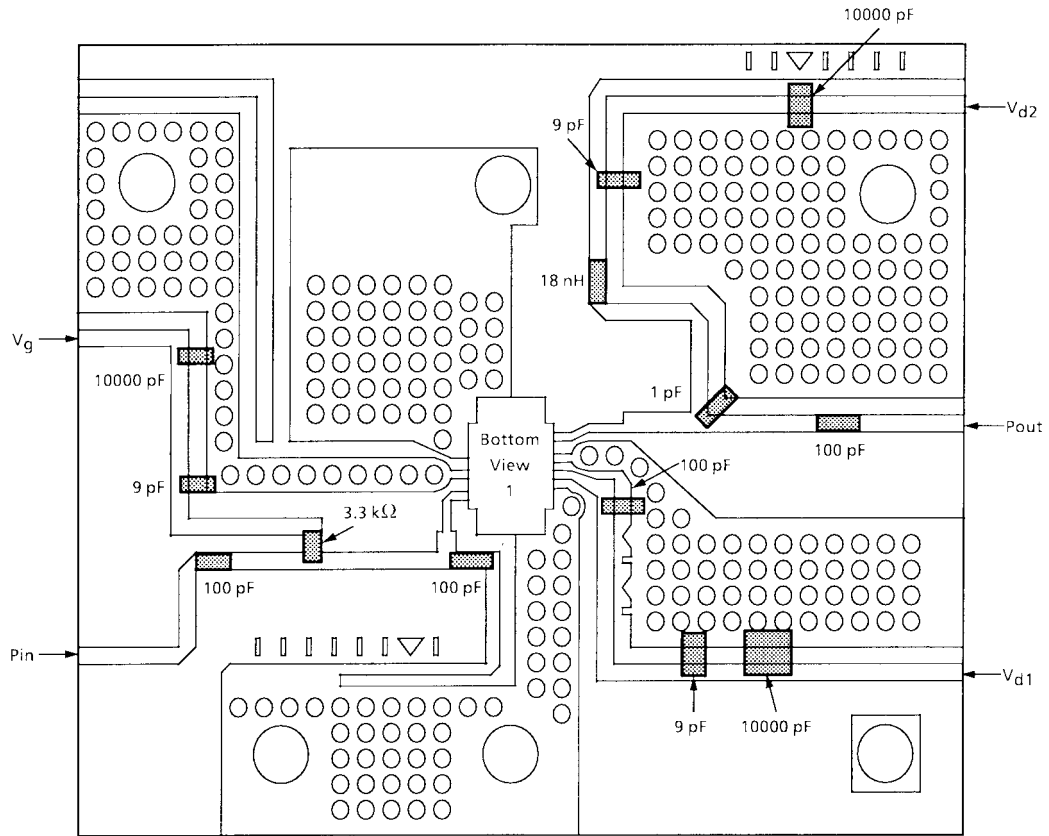 10000 pF
Vd2
9 pF
18 nH
Vg
10000 pF
1 pF
Pout
100 pF
Bottom
View
1
100 pF
9 pF
3.3 kΩ
100 pF
100 pF
Pin
Vd1
9 pF
10000 pF